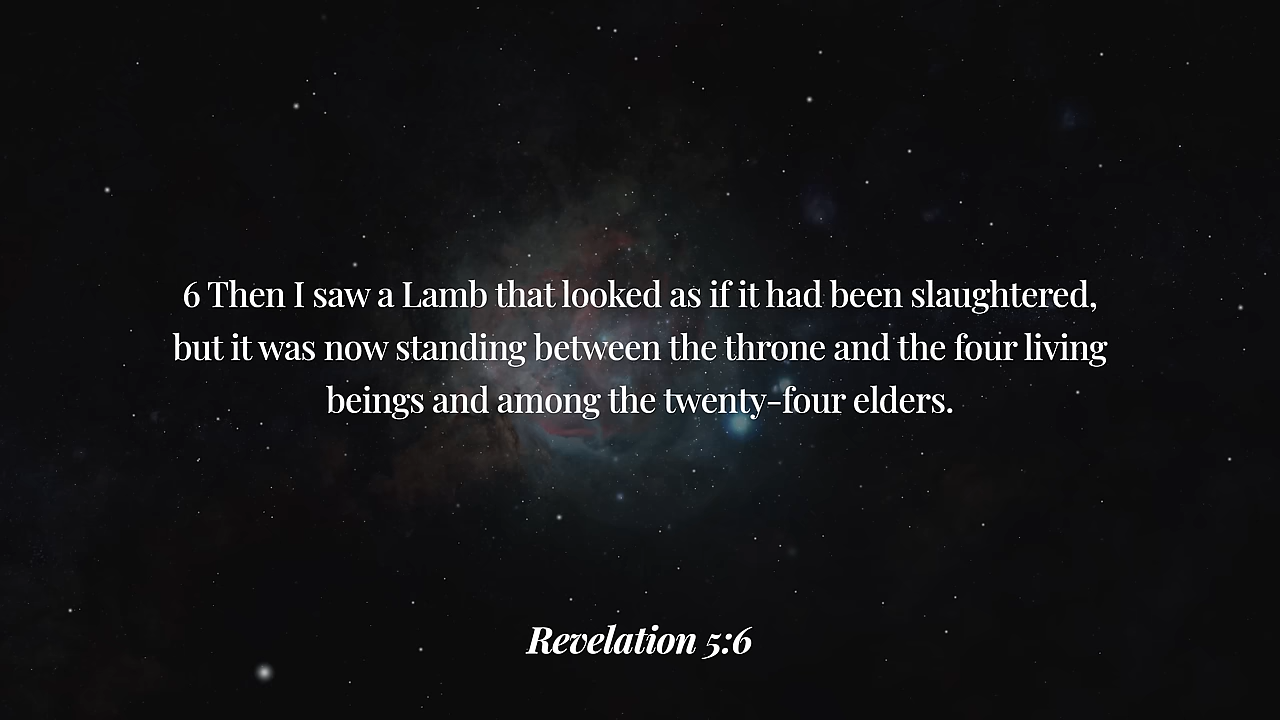 6 Then I saw a Lamb that looked as if it had been slaughtered,
but it was now standing between the throne and the four living
beings and among the twenty-four elders.
Revelation 5:6